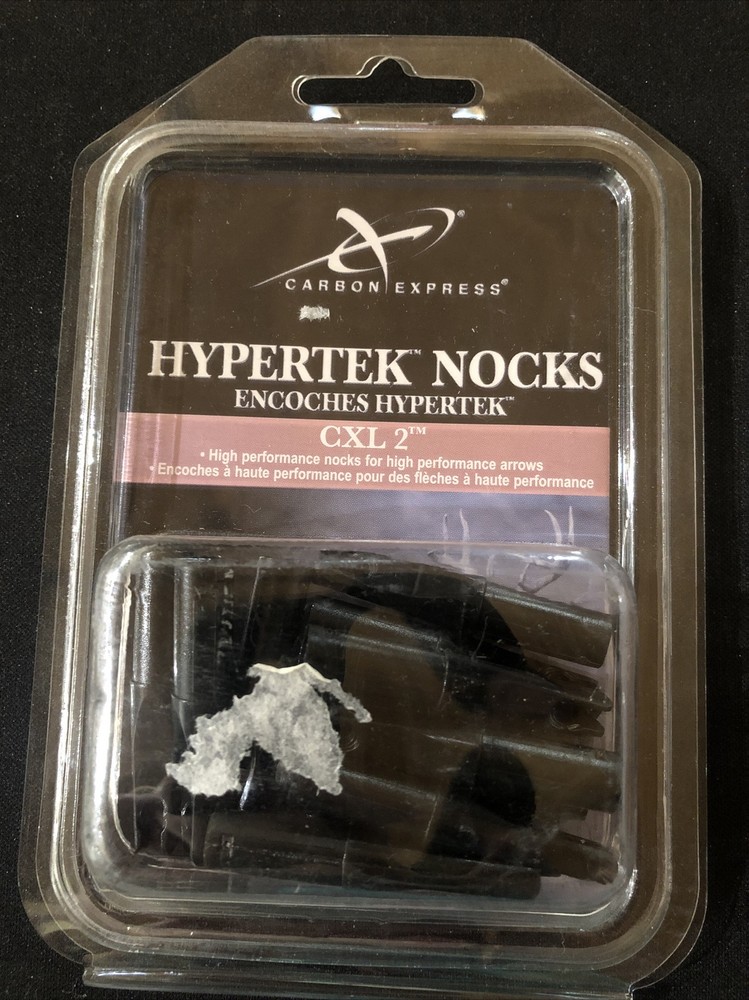 CARBON EXPRESS®
HYPERTEK™ NOCKS
ENCOCHES HYPERTEK™
CXL 2™
• High performance nocks for high performance arrows
• Encoches à haute performance pour des flèches à haute performance